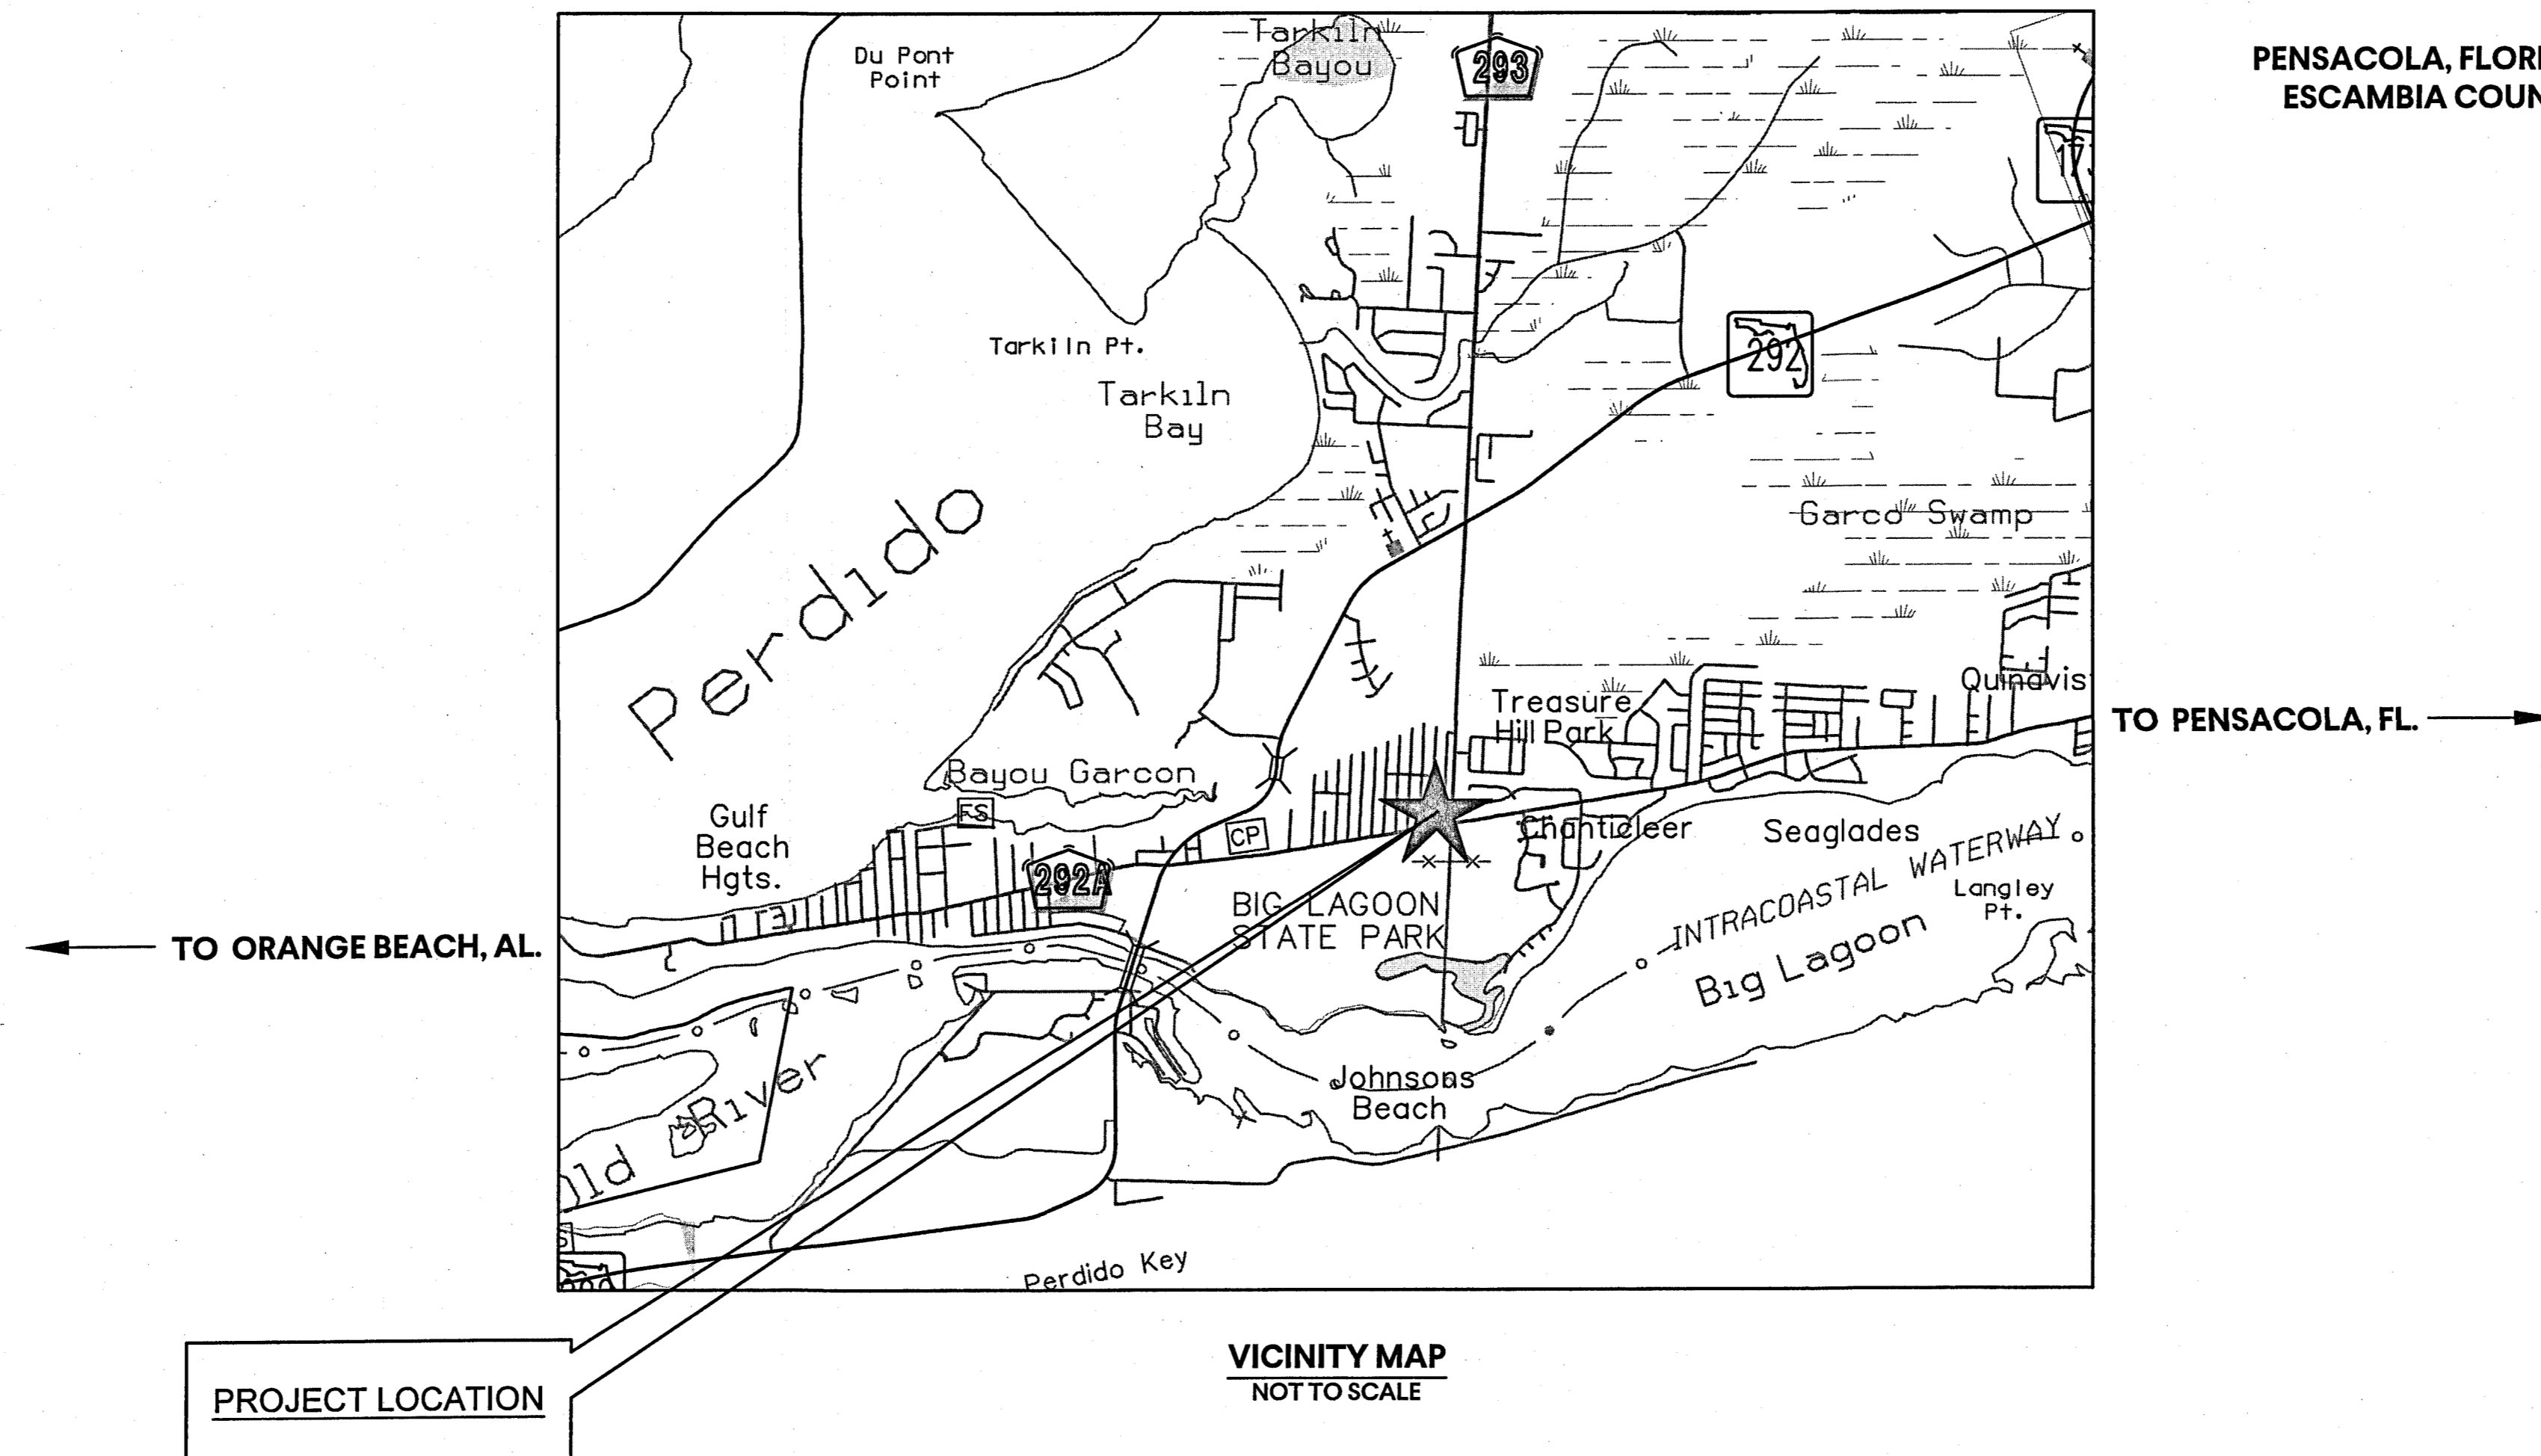 Tarkiln
Bayou
Du Pont
Point
293
PENSACOLA, FLORI
ESCAMBIA COUN
17
Tarkiln Pt.
292
Tarkiln
Bay
Perdido
Garco Swamp
Quinavis
Treasure
Hill Park
TO PENSACOLA, FL.
Bayou Garcon
FS
Gulf
Beach
Hgts.
CP
Chanticleer
Seaglades
292A
INTRACOASTAL WATERWAY
Langley
Pt.
BIG LAGOON
STATE PARK
Big Lagoon
TO ORANGE BEACH, AL.
Johnsons
Beach
River
ld
S
Perdido Key
VICINITY MAP
NOT TO SCALE
PROJECT LOCATION